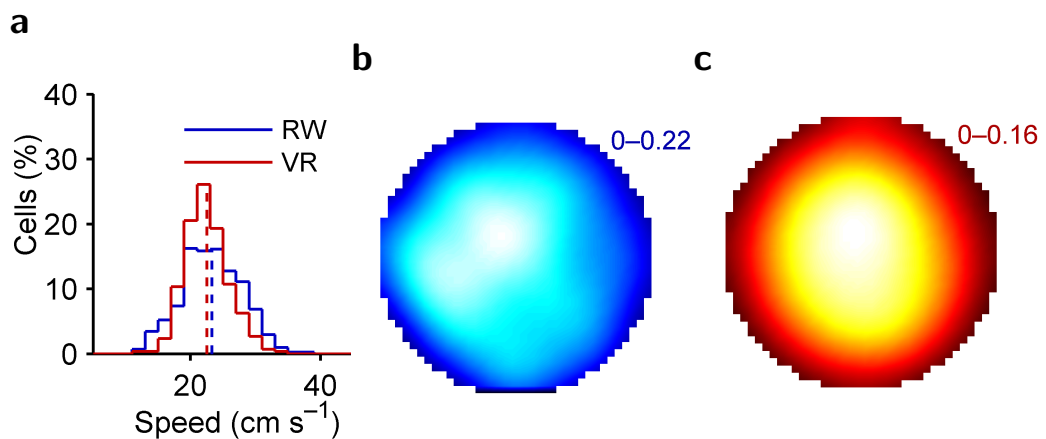 a
b
c
40
30
20
10
0
Cells (%)
RW
VR
20
40
Speed (cm s⁻¹)
0–0.22
0–0.16